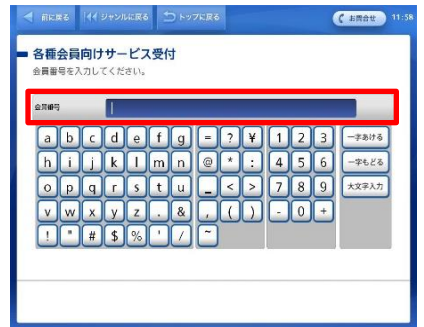 前に戻る ジャンルに戻る トップに戻る お問合せ 11:58
各種会員向けサービス受付
会員番号を入力してください。
会員番号
a b c d e f g = ? ¥ 1 2 3 一字あける
h i j k l m n @ * : 4 5 6 一字もどる
o p q r s t u _ < > 7 8 9 大文字入力
v w x y z . & , ( ) - 0 +
! " # $ % ' / ~